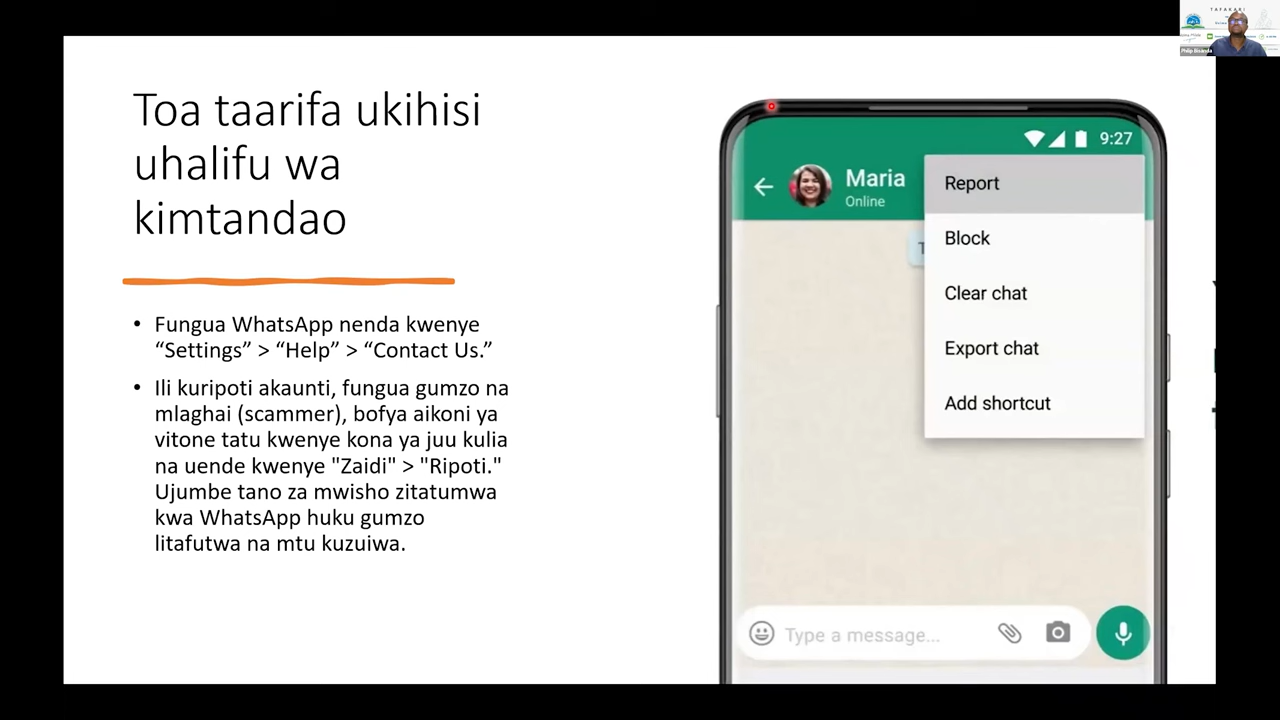 TAFAKARI
Toa taarifa ukihisi
uhalifu wa
kimtandao
• Fungua WhatsApp nenda kwenye
“Settings” > “Help” > “Contact Us.”
• Ili kuripoti akaunti, fungua gumzo na
mlaghai (scammer), bofya aikoni ya
vitone tatu kwenye kona ya juu kulia
na uende kwenye "Zaidi" > "Ripoti."
Ujumbe tano za mwisho zitatumwa
kwa WhatsApp huku gumzo
litafutwa na mtu kuzuiwa.
9:27
Maria
Online
Report
Block
Clear chat
Export chat
Add shortcut
Type a message...